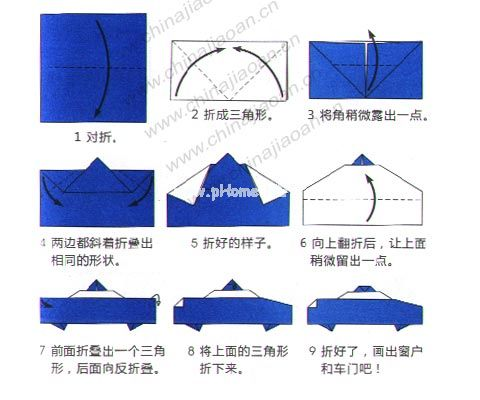 www.chinajiaoan.cn
www.chinajiaoan.cn
1 对折。
2 折成三角形。
3 将角稍微露出一点。
www.pHome
4 两边都斜着折叠出
相同的形状。
5 折好的样子。
6 向上翻折后，让上面
稍微留出一点。
7 前面折叠出一个三角
形，后面向反折叠。
8 将上面的三角形
折下来。
9 折好了，画出窗户
和车门吧！